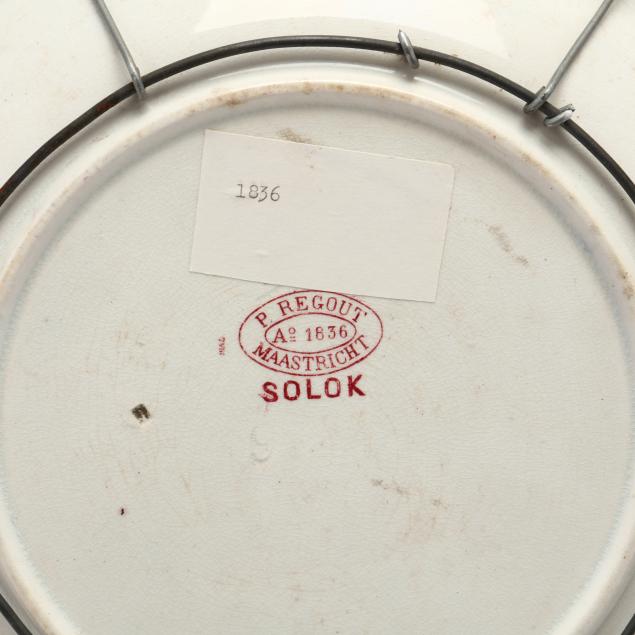 1836
P. REGOUT
Aº 1836
MAASTRICHT
SOLOK